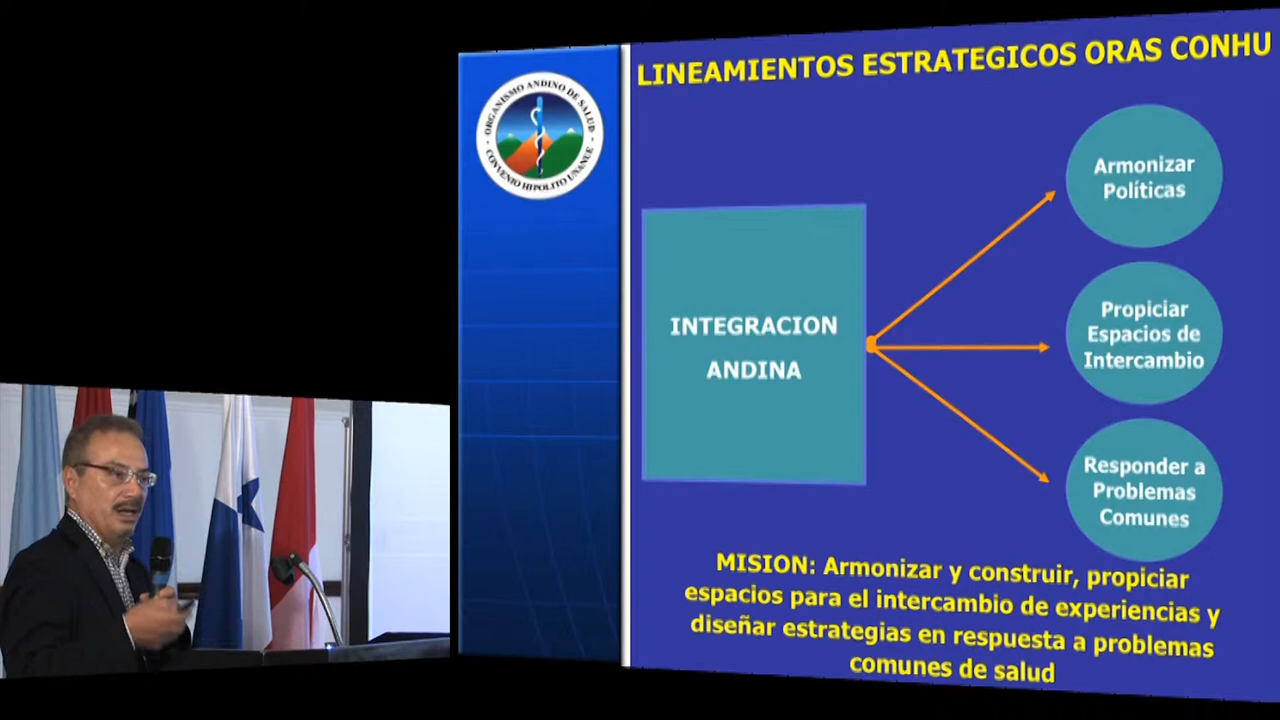 LINEAMIENTOS ESTRATEGICOS ORAS CONHU
ORGANISMO ANDINO DE SALUD
CONVENIO HIPOLITO UNANUE
INTEGRACION
ANDINA
Armonizar
Políticas
Propiciar
Espacios de
Intercambio
Responder a
Problemas
Comunes
MISION: Armonizar y construir, propiciar
espacios para el intercambio de experiencias y
diseñar estrategias en respuesta a problemas
comunes de salud